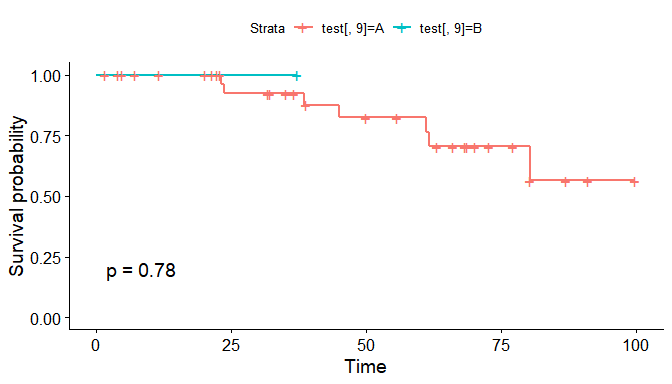 Strata test[, 9]=A test[, 9]=B
Survival probability
1.00
0.75
0.50
0.25
0.00
p = 0.78
0 25 50 75 100
Time